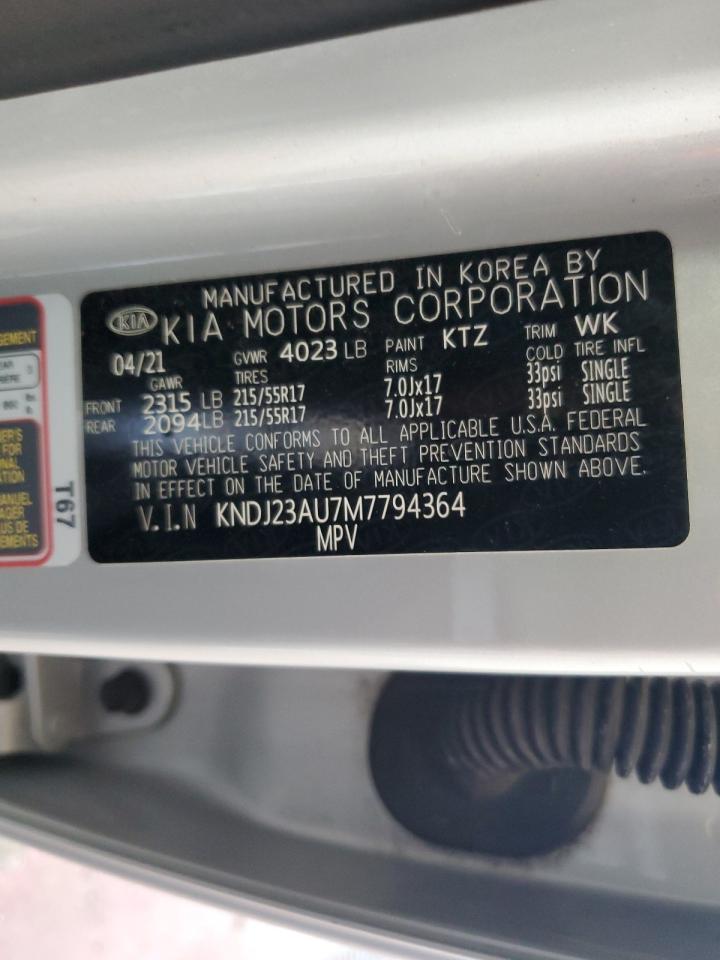 MANUFACTURED IN KOREA BY
KIA KIA MOTORS CORPORATION
04/21 GVWR 4023 LB PAINT KTZ TRIM WK
GAWR TIRES RIMS COLD TIRE INFL
FRONT 2315 LB 215/55R17 7.0Jx17 33psi SINGLE
REAR 2094 LB 215/55R17 7.0Jx17 33psi SINGLE
THIS VEHICLE CONFORMS TO ALL APPLICABLE U.S.A. FEDERAL
MOTOR VEHICLE SAFETY AND THEFT PREVENTION STANDARDS
IN EFFECT ON THE DATE OF MANUFACTURE SHOWN ABOVE.
V.I.N KNDJ23AU7M7794364
MPV
T67